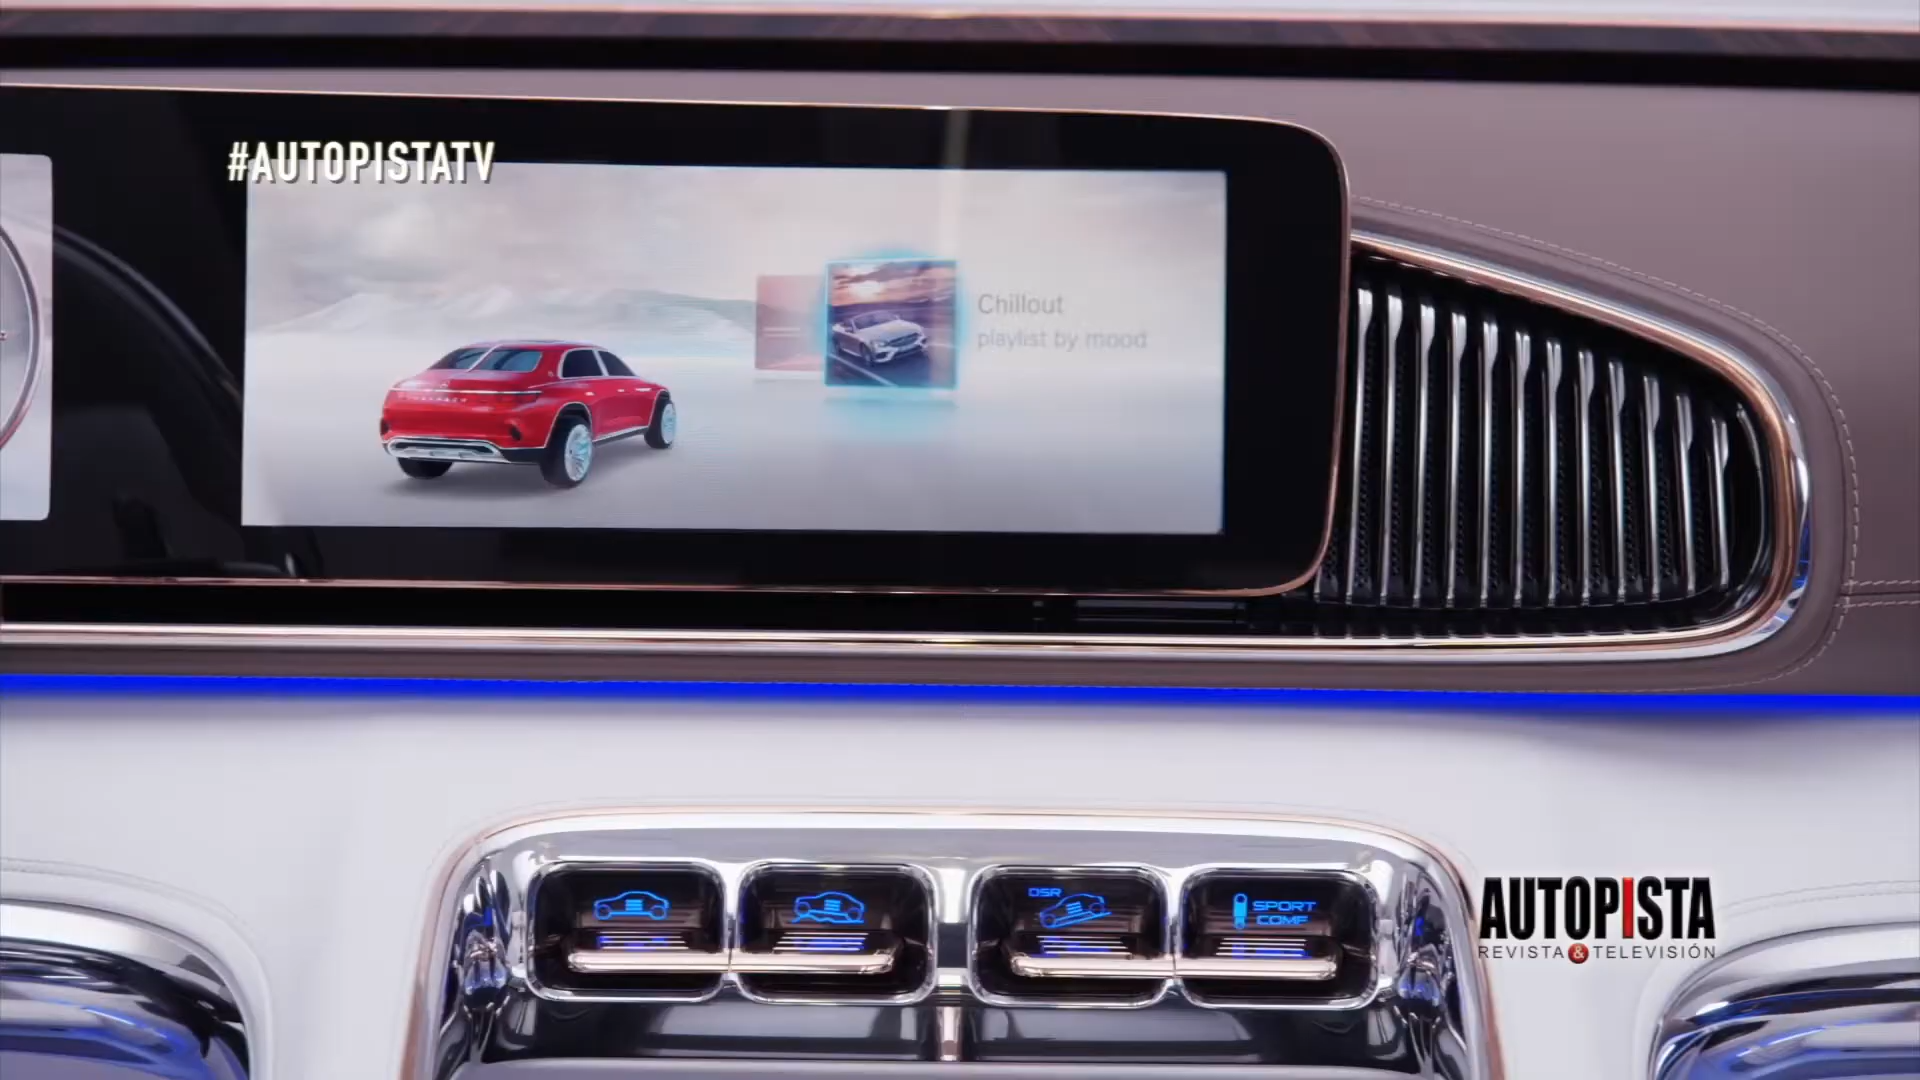 #AUTOPISTATV
Chillout
playlist by mood
DSR
SPORT
COMF
AUTOPISTA
REVISTA & TELEVISIÓN